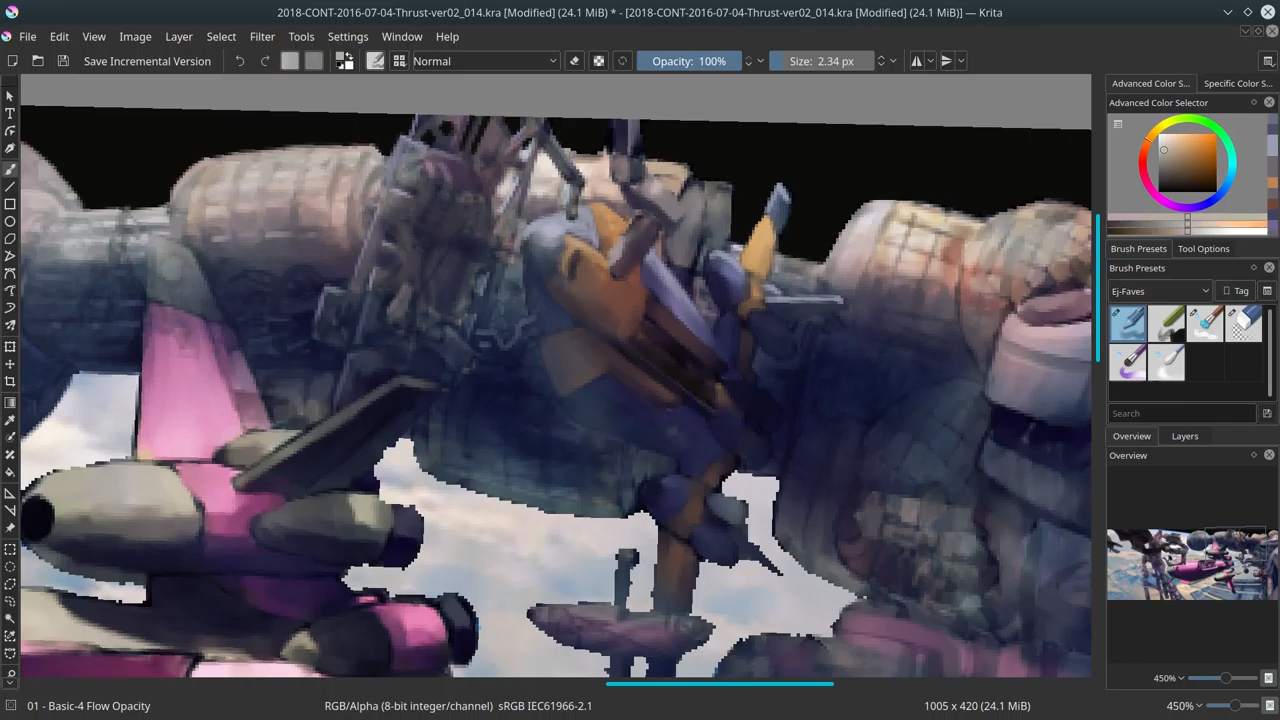 2018-CONT-2016-07-04-Thrust-ver02_014.kra [Modified] (24.1 MiB) * - [2018-CONT-2016-07-04-Thrust-ver02_014.kra [Modified] (24.1 MiB)] — Krita
File Edit View Image Layer Select Filter Tools Settings Window Help
Save Incremental Version Normal Opacity: 100% Size: 2.34 px
Advanced Color S... Specific Color S...
Advanced Color Selector
Brush Presets Tool Options
Brush Presets
Ej-Faves Tag
Search
Overview Layers
Overview
450%
01 - Basic-4 Flow Opacity RGB/Alpha (8-bit integer/channel) sRGB IEC61966-2.1 1005 x 420 (24.1 MiB) 450%